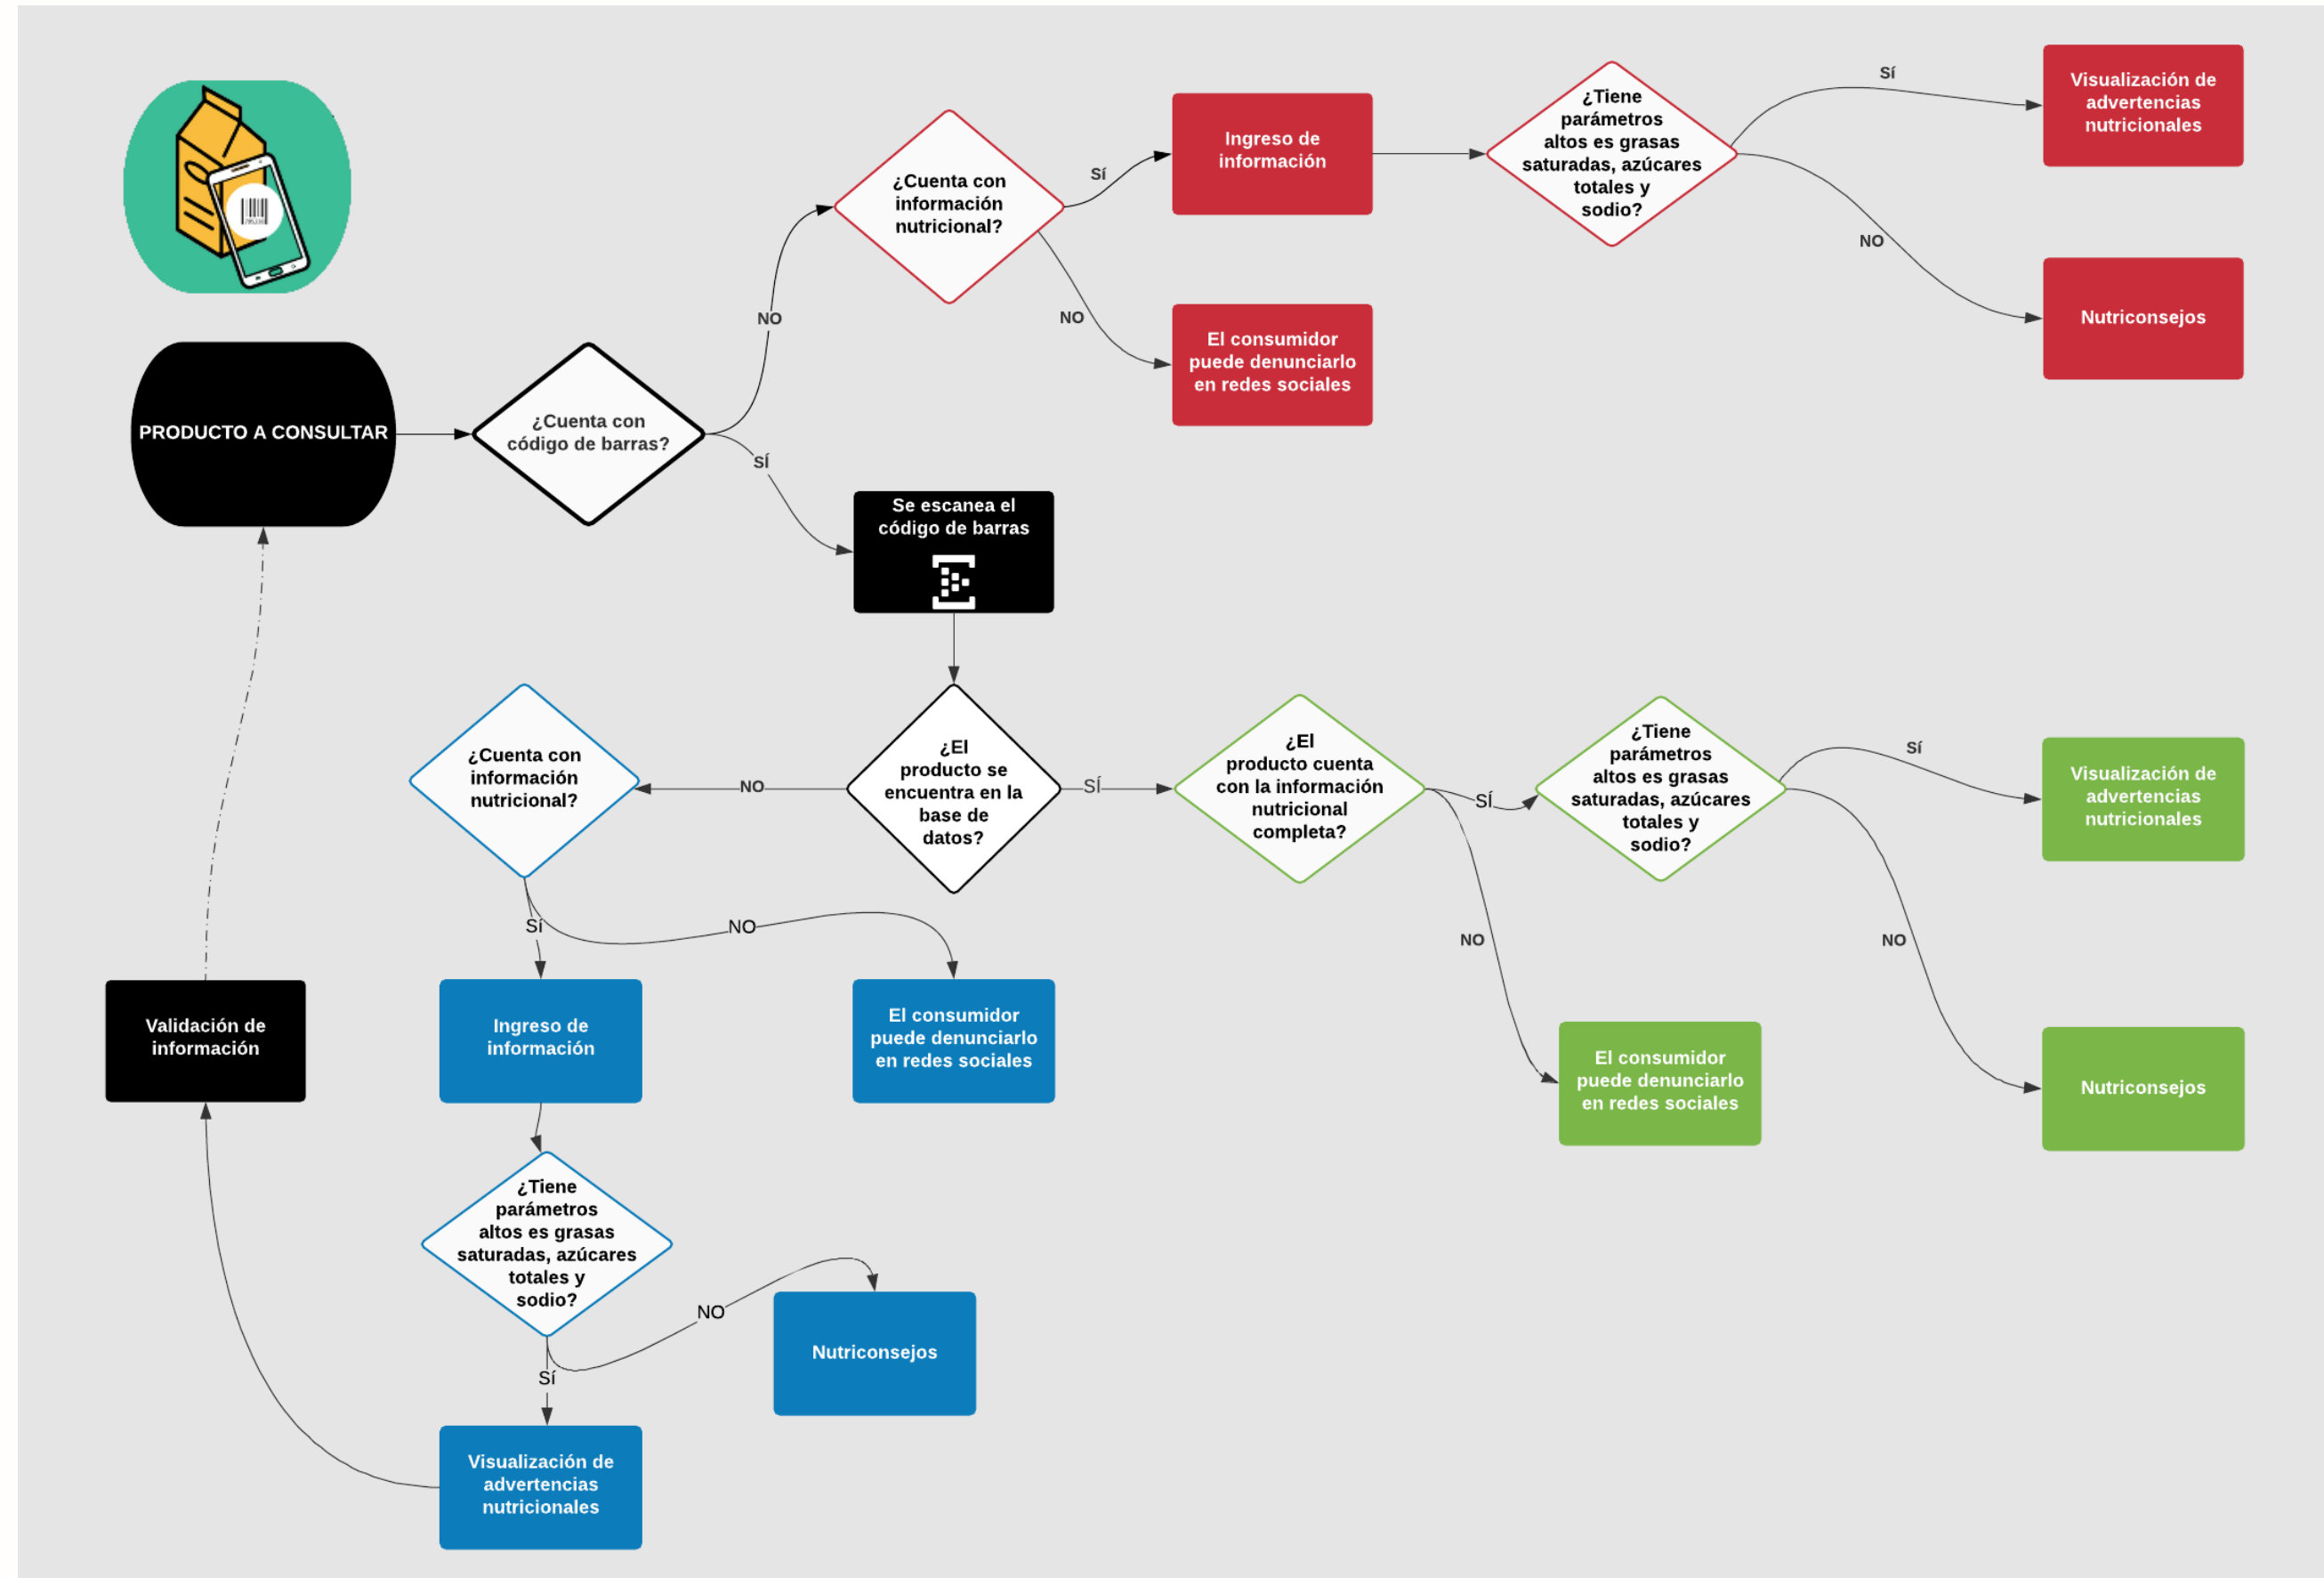 Sí
Visualización de
advertencias
nutricionales
¿Tiene
parámetros
altos es grasas
saturadas, azúcares
totales y
sodio?
Ingreso de
información
Sí
¿Cuenta con
información
nutricional?
NO
NO
NO
Nutriconsejos
El consumidor
puede denunciarlo
en redes sociales
PRODUCTO A CONSULTAR
¿Cuenta con
código de barras?
SÍ
Se escanea el
código de barras
¿Cuenta con
información
nutricional?
NO
¿El
producto se
encuentra en la
base de
datos?
SÍ
¿El
producto cuenta
con la información
nutricional
completa?
SÍ
¿Tiene
parámetros
altos es grasas
saturadas, azúcares
totales y
sodio?
Sí
Visualización de
advertencias
nutricionales
Sí
NO
NO
NO
Validación de
información
Ingreso de
información
El consumidor
puede denunciarlo
en redes sociales
El consumidor
puede denunciarlo
en redes sociales
Nutriconsejos
¿Tiene
parámetros
altos es grasas
saturadas, azúcares
totales y
sodio?
NO
Nutriconsejos
Sí
Visualización de
advertencias
nutricionales